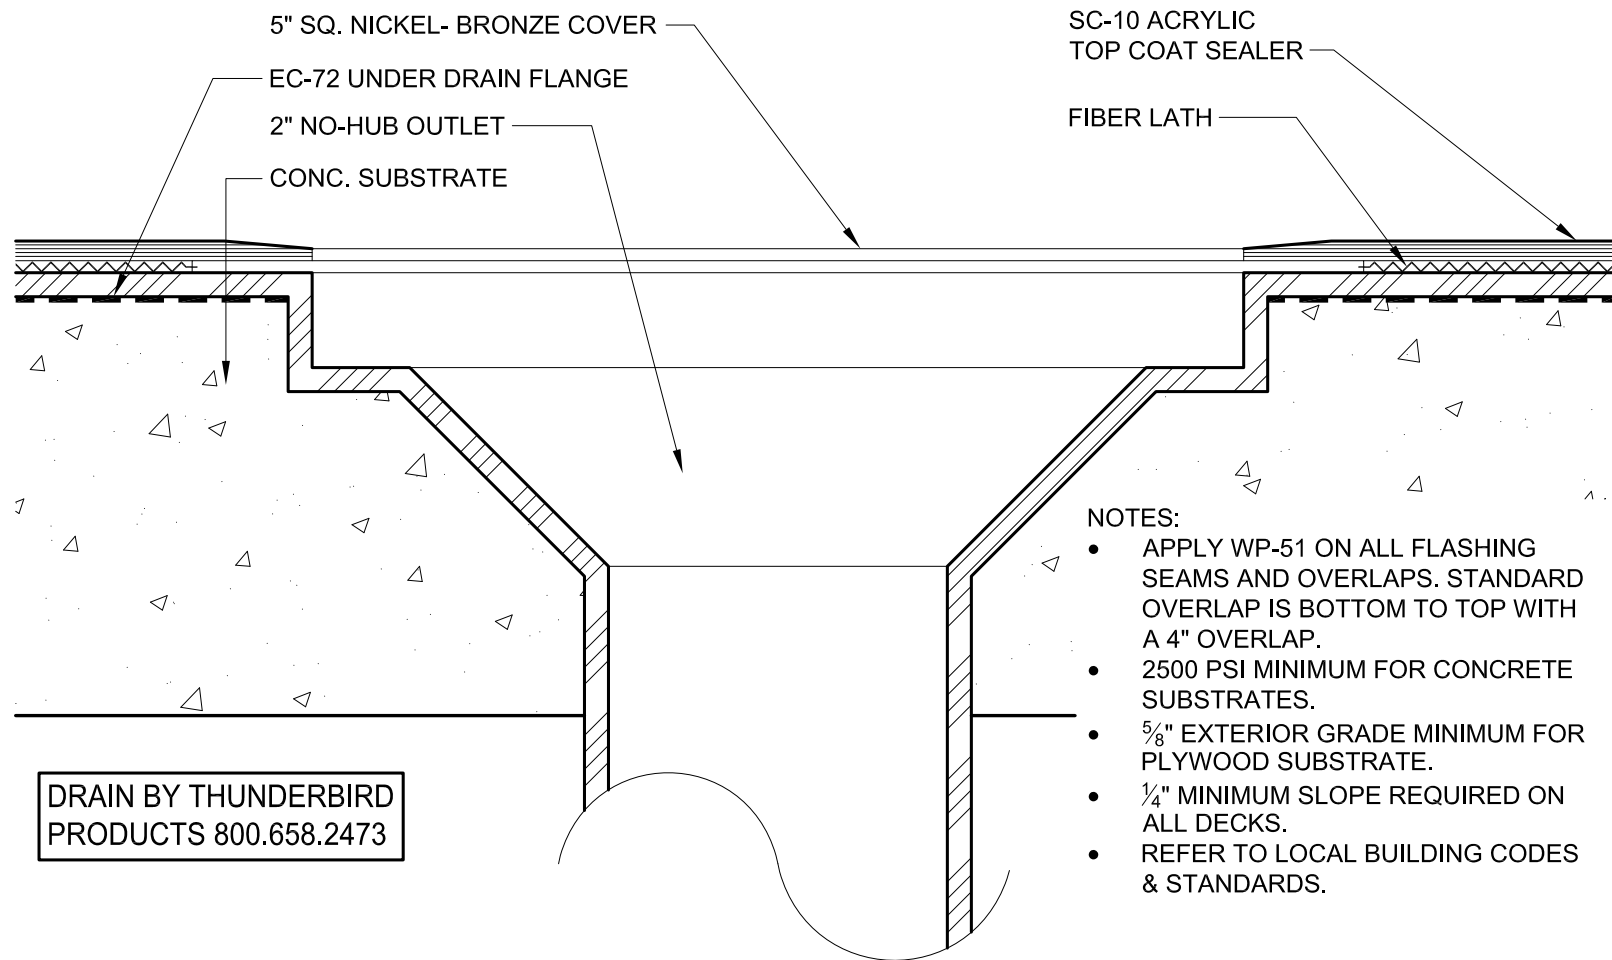 5" SQ. NICKEL- BRONZE COVER
EC-72 UNDER DRAIN FLANGE
2" NO-HUB OUTLET
CONC. SUBSTRATE
SC-10 ACRYLIC
TOP COAT SEALER
FIBER LATH
NOTES:
• APPLY WP-51 ON ALL FLASHING
SEAMS AND OVERLAPS. STANDARD
OVERLAP IS BOTTOM TO TOP WITH
A 4" OVERLAP.
• 2500 PSI MINIMUM FOR CONCRETE
SUBSTRATES.
• ⅝" EXTERIOR GRADE MINIMUM FOR
PLYWOOD SUBSTRATE.
• ¼" MINIMUM SLOPE REQUIRED ON
ALL DECKS.
• REFER TO LOCAL BUILDING CODES
& STANDARDS.
DRAIN BY THUNDERBIRD
PRODUCTS 800.658.2473